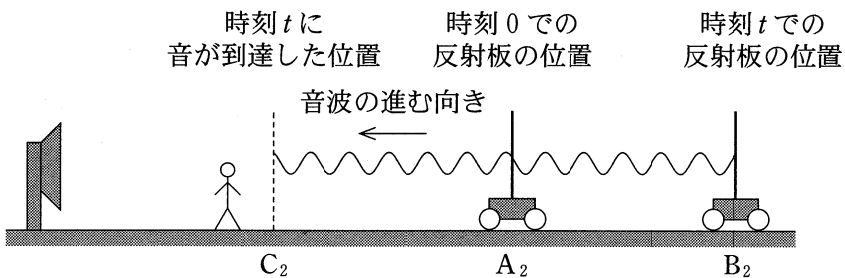 時刻 t に
音が到達した位置
時刻 0 での
反射板の位置
時刻 t での
反射板の位置
音波の進む向き
C₂
A₂
B₂